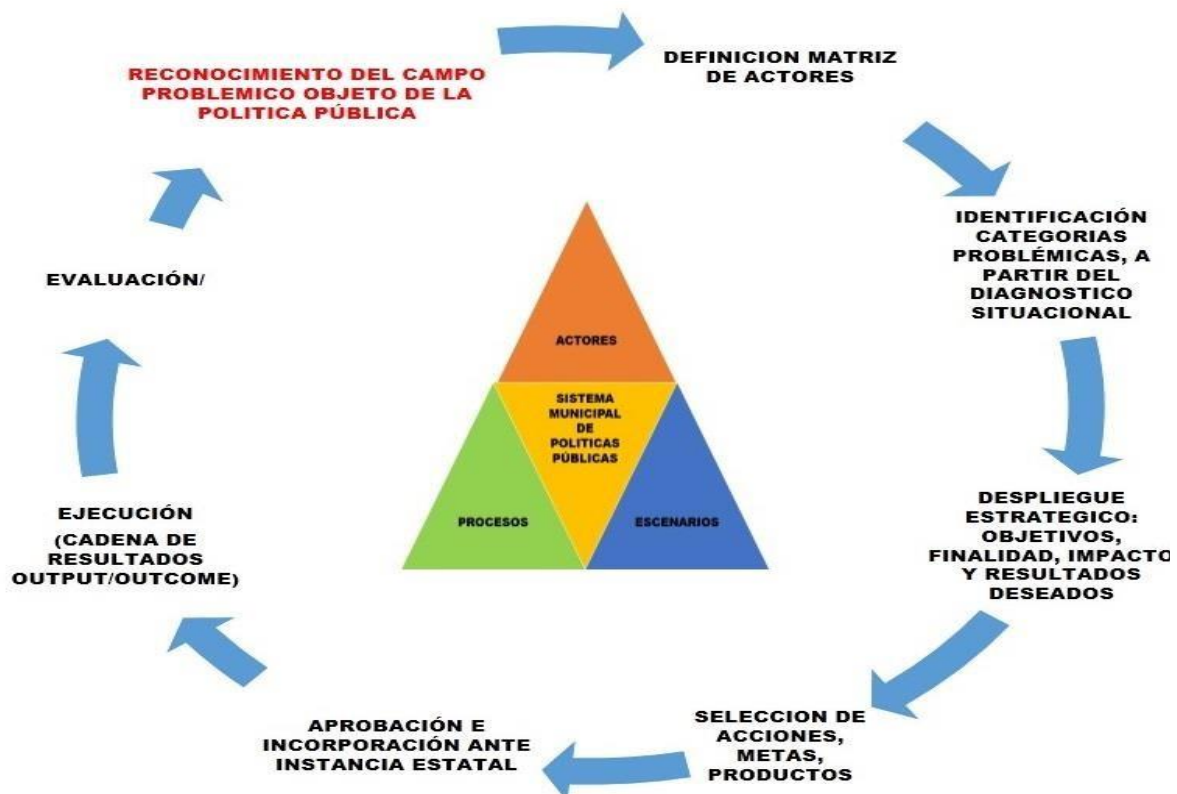 RECONOCIMIENTO DEL CAMPO
PROBLEMICO OBJETO DE LA
POLITICA PÚBLICA
DEFINICION MATRIZ
DE ACTORES
IDENTIFICACIÓN
CATEGORIAS
PROBLÉMICAS, A
PARTIR DEL
DIAGNOSTICO
SITUACIONAL
DESPLIEGUE
ESTRATEGICO:
OBJETIVOS,
FINALIDAD, IMPACTO
Y RESULTADOS
DESEADOS
SELECCION DE
ACCIONES,
METAS,
PRODUCTOS
APROBACIÓN E
INCORPORACIÓN ANTE
INSTANCIA ESTATAL
EJECUCIÓN
(CADENA DE
RESULTADOS
OUTPUT/OUTCOME)
EVALUACIÓN/
ACTORES
SISTEMA
MUNICIPAL
DE
POLITICAS
PÚBLICAS
PROCESOS
ESCENARIOS